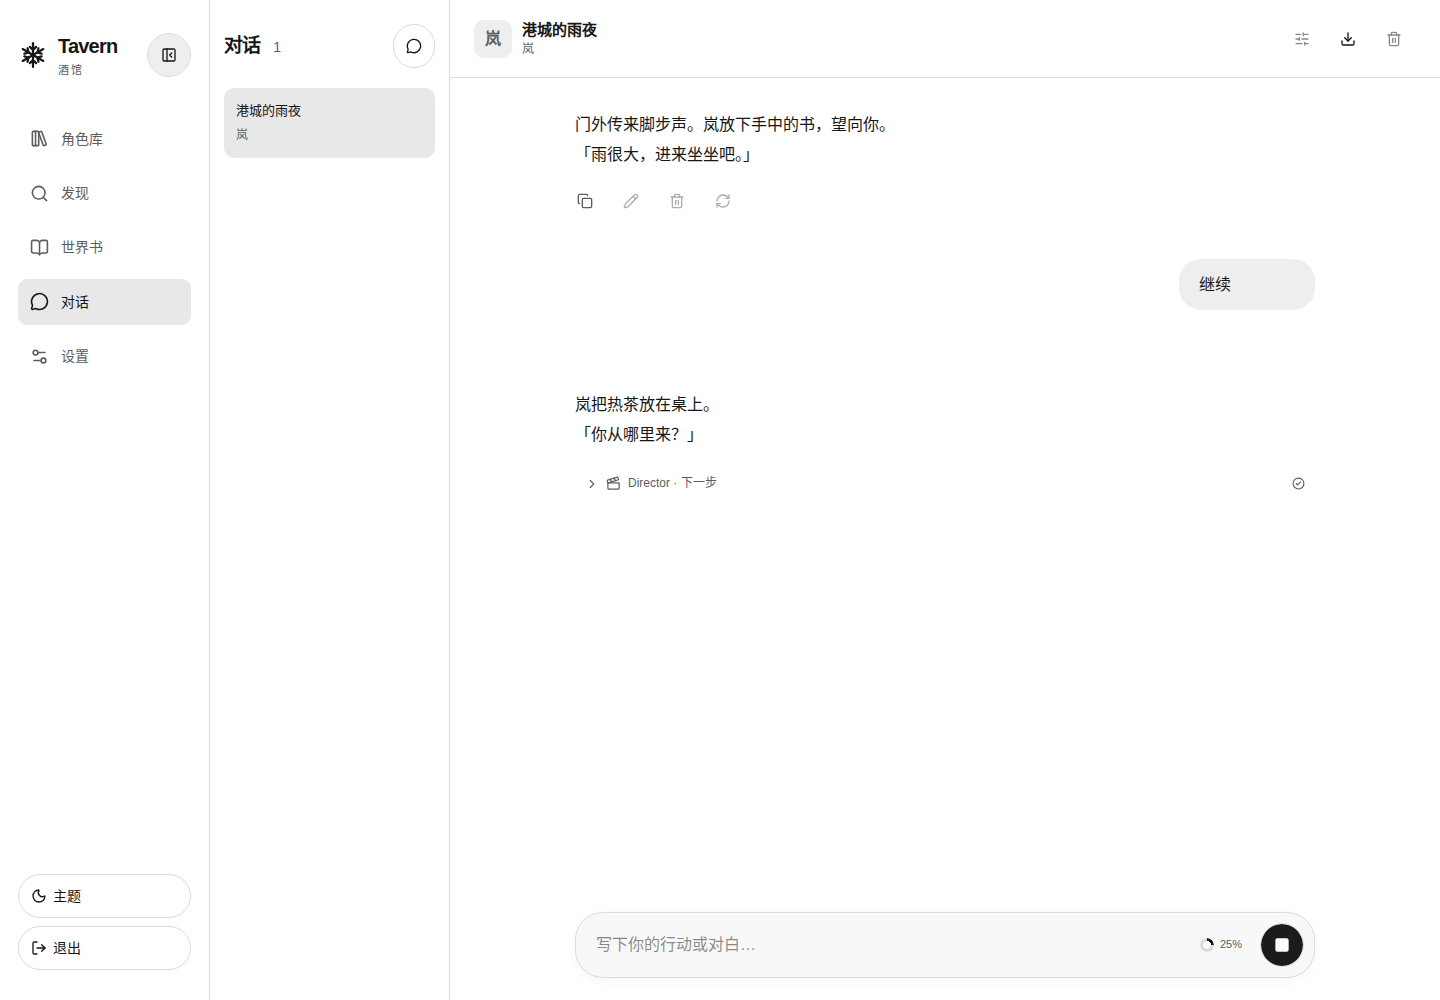 Tavern
酒馆
角色库
发现
世界书
对话
设置
主题
退出
对话 1
港城的雨夜
岚
岚
港城的雨夜
岚
门外传来脚步声。岚放下手中的书，望向你。
「雨很大，进来坐坐吧。」
继续
岚把热茶放在桌上。
「你从哪里来？」
Director · 下一步
写下你的行动或对白…
25%